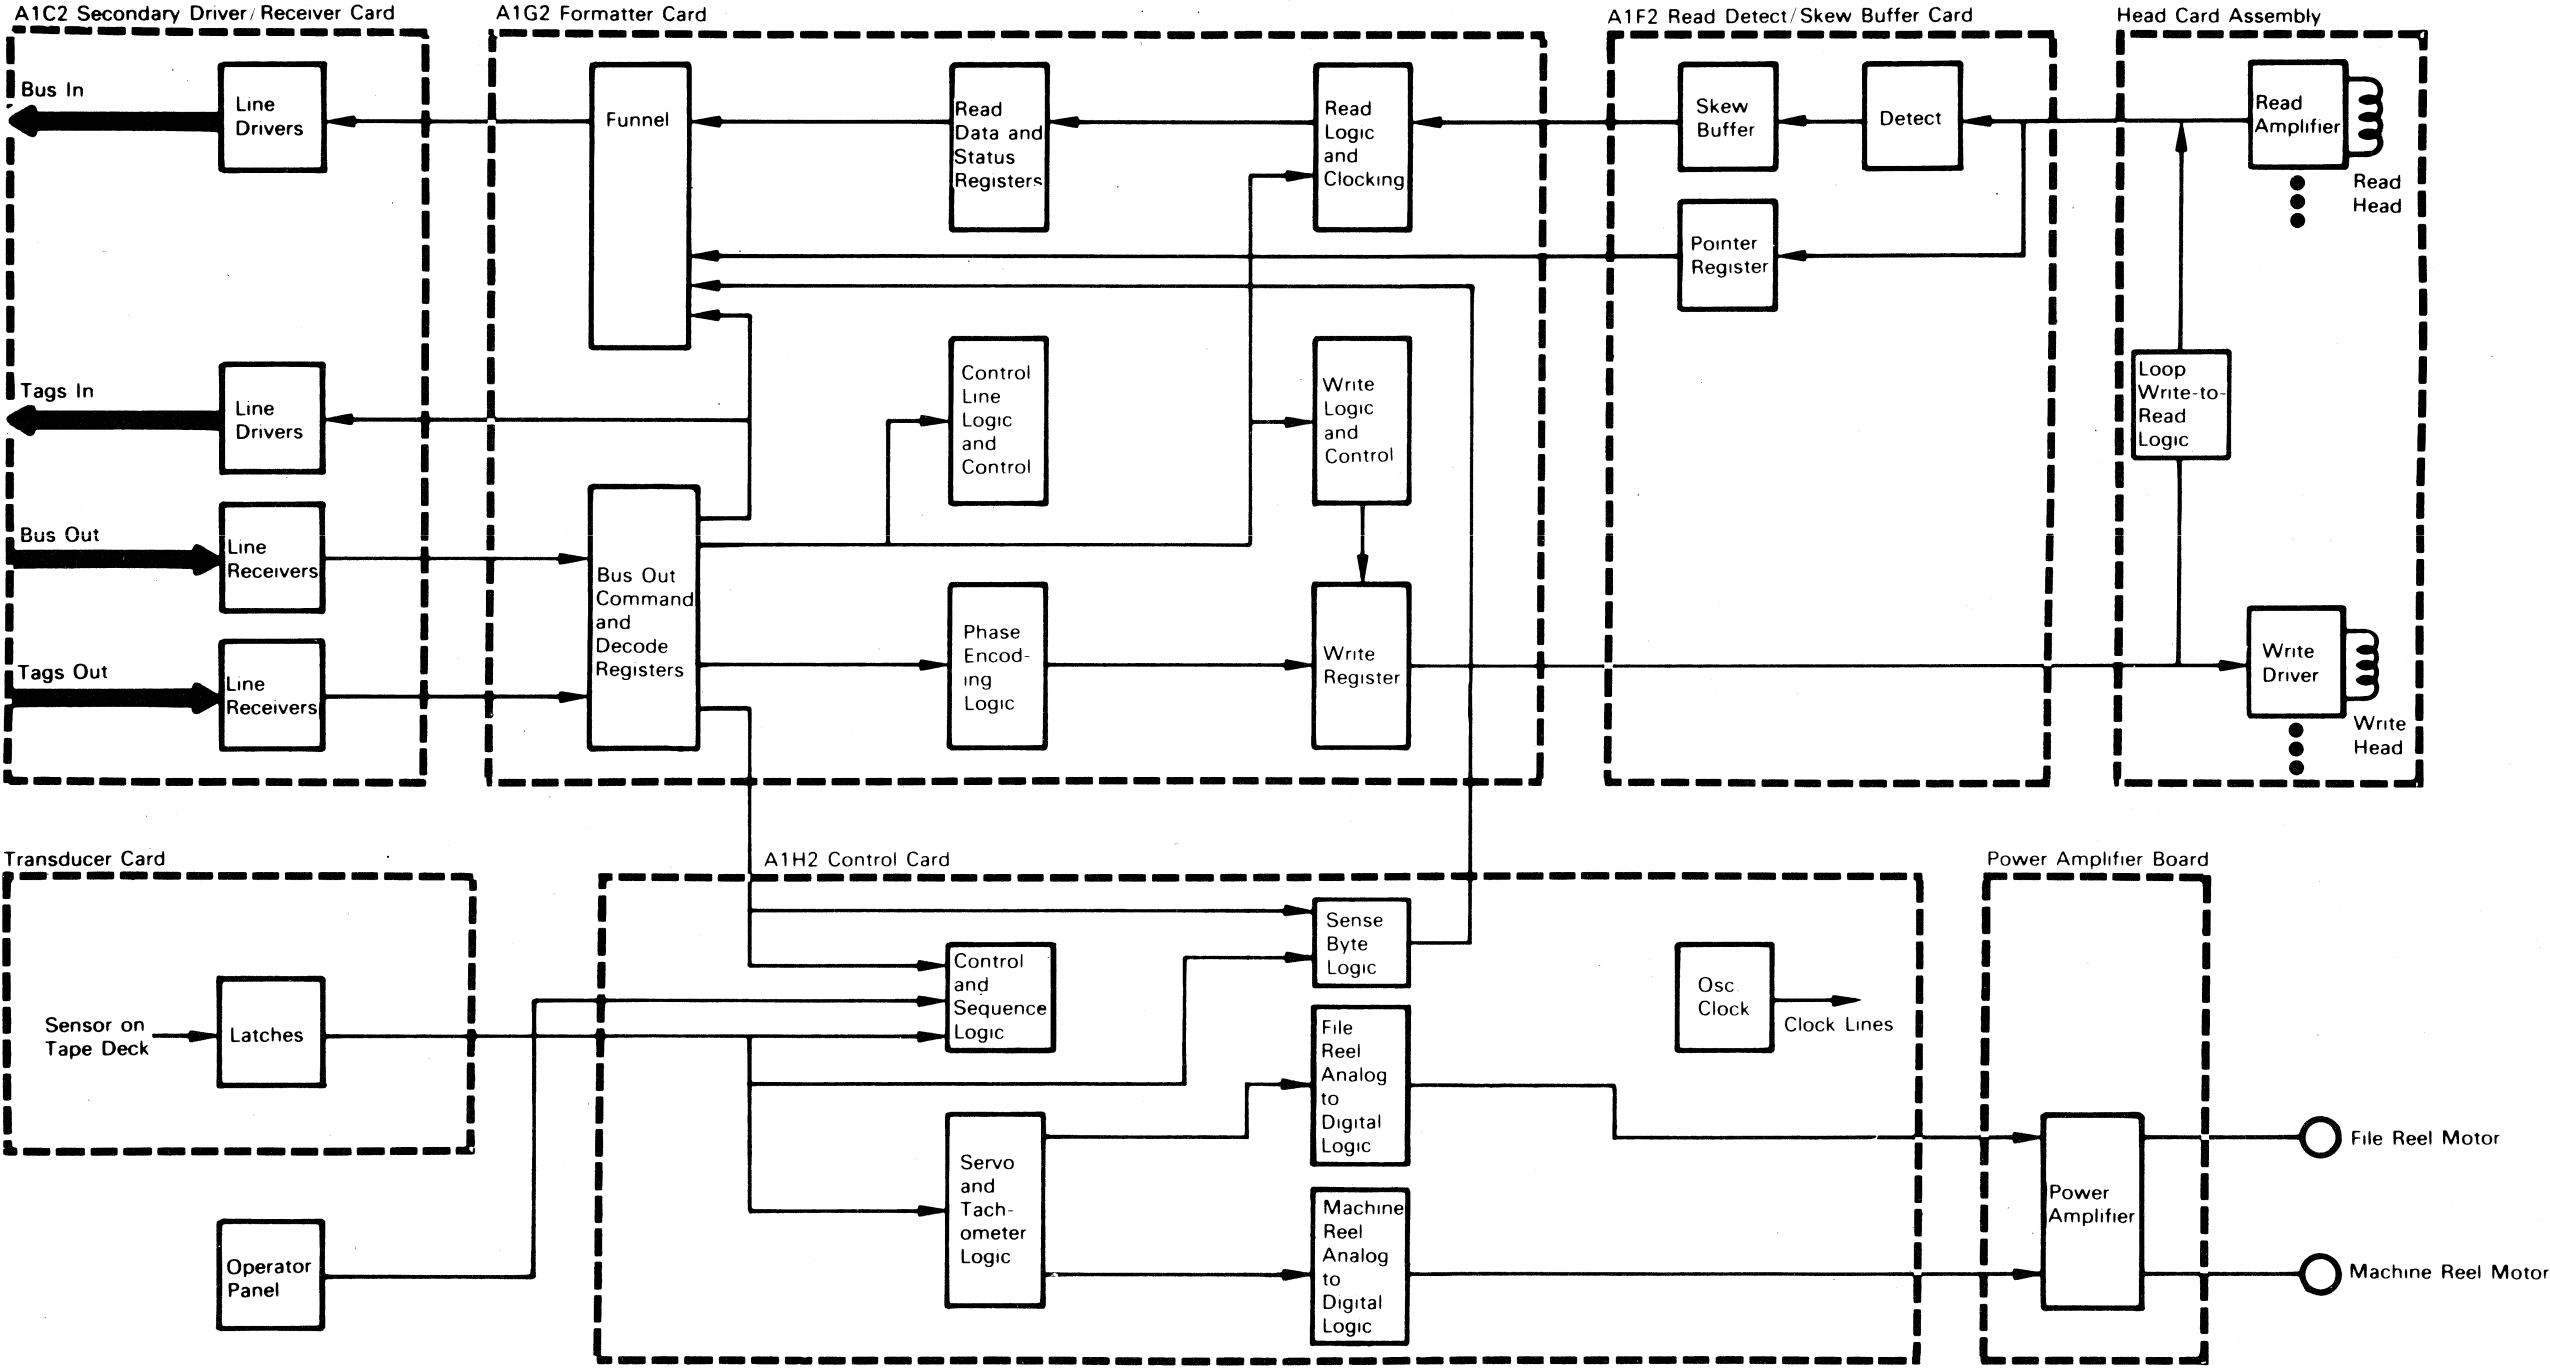 A1C2 Secondary Driver/Receiver Card
Bus In
Line
Drivers
Tags In
Line
Drivers
Bus Out
Line
Receivers
Tags Out
Line
Receivers
A1G2 Formatter Card
Funnel
Read
Data and
Status
Registers
Read
Logic
and
Clocking
Control
Line
Logic
and
Control
Write
Logic
and
Control
Bus Out
Command
and
Decode
Registers
Phase
Encod-
ing
Logic
Write
Register
A1F2 Read Detect/Skew Buffer Card
Skew
Buffer
Detect
Pointer
Register
Head Card Assembly
Read
Amplifier
Read
Head
Loop
Write-to-
Read
Logic
Write
Driver
Write
Head
Transducer Card
Sensor on
Tape Deck
Latches
Operator
Panel
A1H2 Control Card
Control
and
Sequence
Logic
Sense
Byte
Logic
Osc
Clock
Clock Lines
File
Reel
Analog
to
Digital
Logic
Servo
and
Tach-
ometer
Logic
Machine
Reel
Analog
to
Digital
Logic
Power Amplifier Board
Power
Amplifier
File Reel Motor
Machine Reel Motor